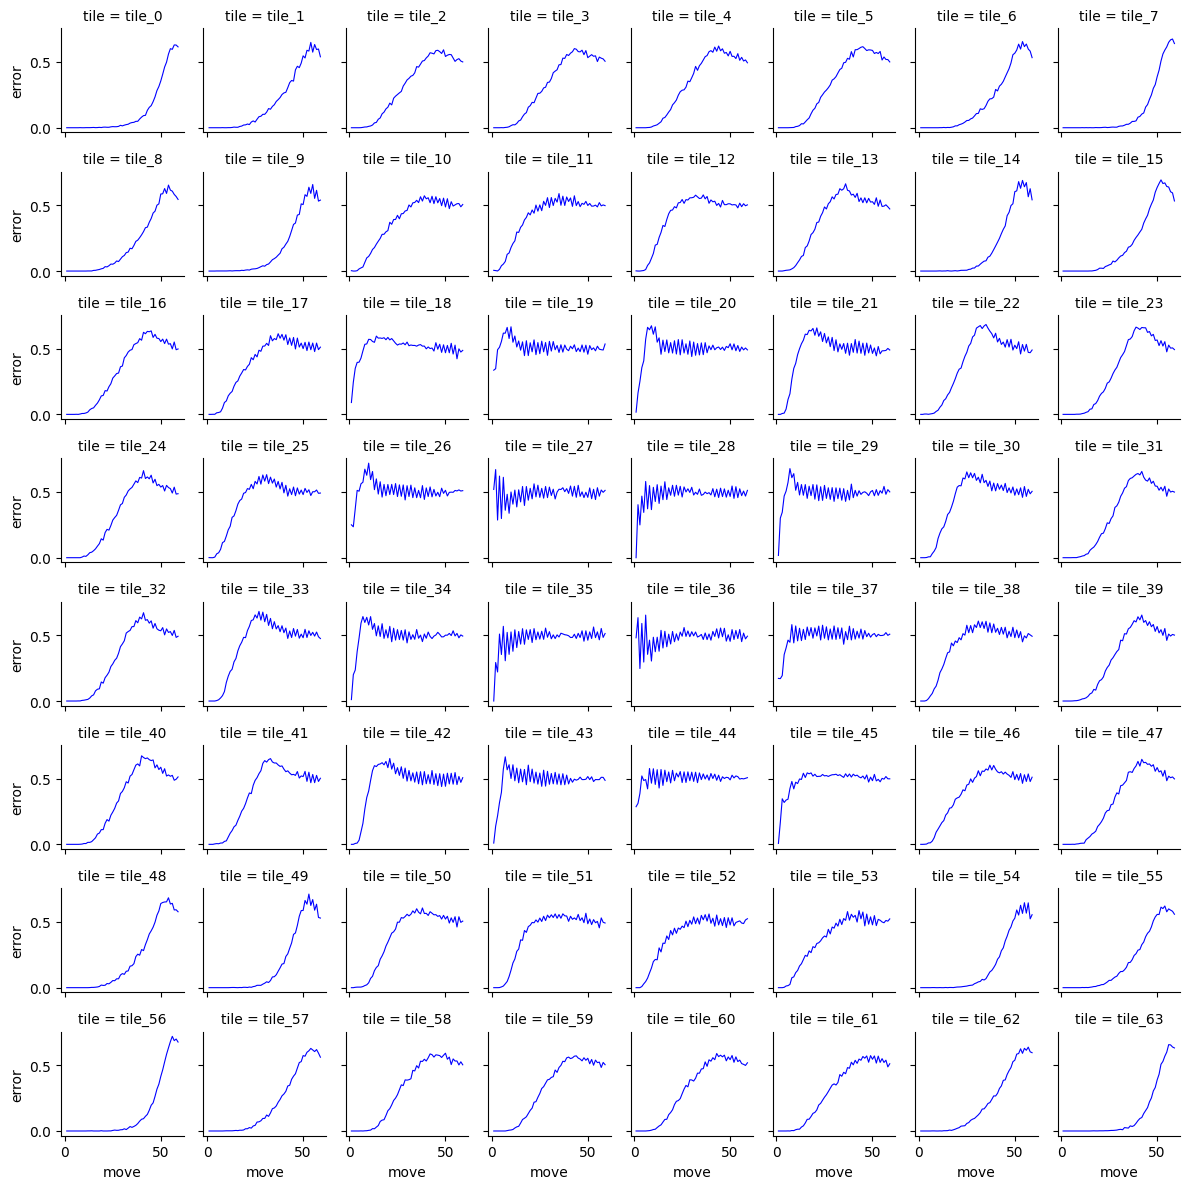 tile = tile_0 tile = tile_1 tile = tile_2 tile = tile_3 tile = tile_4 tile = tile_5 tile = tile_6 tile = tile_7
error
0.5
0.0
tile = tile_8 tile = tile_9 tile = tile_10 tile = tile_11 tile = tile_12 tile = tile_13 tile = tile_14 tile = tile_15
error
0.5
0.0
tile = tile_16 tile = tile_17 tile = tile_18 tile = tile_19 tile = tile_20 tile = tile_21 tile = tile_22 tile = tile_23
error
0.5
0.0
tile = tile_24 tile = tile_25 tile = tile_26 tile = tile_27 tile = tile_28 tile = tile_29 tile = tile_30 tile = tile_31
error
0.5
0.0
tile = tile_32 tile = tile_33 tile = tile_34 tile = tile_35 tile = tile_36 tile = tile_37 tile = tile_38 tile = tile_39
error
0.5
0.0
tile = tile_40 tile = tile_41 tile = tile_42 tile = tile_43 tile = tile_44 tile = tile_45 tile = tile_46 tile = tile_47
error
0.5
0.0
tile = tile_48 tile = tile_49 tile = tile_50 tile = tile_51 tile = tile_52 tile = tile_53 tile = tile_54 tile = tile_55
error
0.5
0.0
tile = tile_56 tile = tile_57 tile = tile_58 tile = tile_59 tile = tile_60 tile = tile_61 tile = tile_62 tile = tile_63
error
0.5
0.0
0 50 0 50 0 50 0 50 0 50 0 50 0 50 0 50
move move move move move move move move